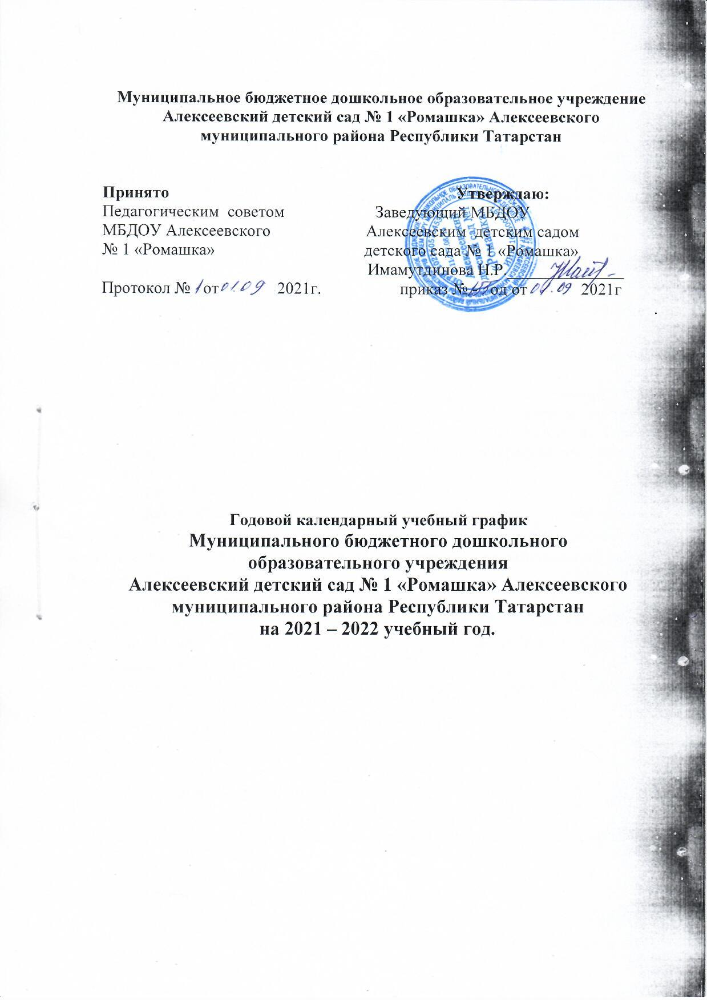 Муниципальное бюджетное дошкольное образовательное учреждение
Алексеевский детский сад № 1 «Ромашка» Алексеевского
муниципального района Республики Татарстан
Принято
Педагогическим советом
МБДОУ Алексеевского
№ 1 «Ромашка»
Протокол № 1 от 01.09 2021г.
Утверждаю:
Заведующий МБДОУ
Алексеевским детским садом
детского сада № 1 «Ромашка»
Имамутдинова Н.Р.
приказ № од от 01.09 2021г
Годовой календарный учебный график
Муниципального бюджетного дошкольного
образовательного учреждения
Алексеевский детский сад № 1 «Ромашка» Алексеевского
муниципального района Республики Татарстан
на 2021 – 2022 учебный год.